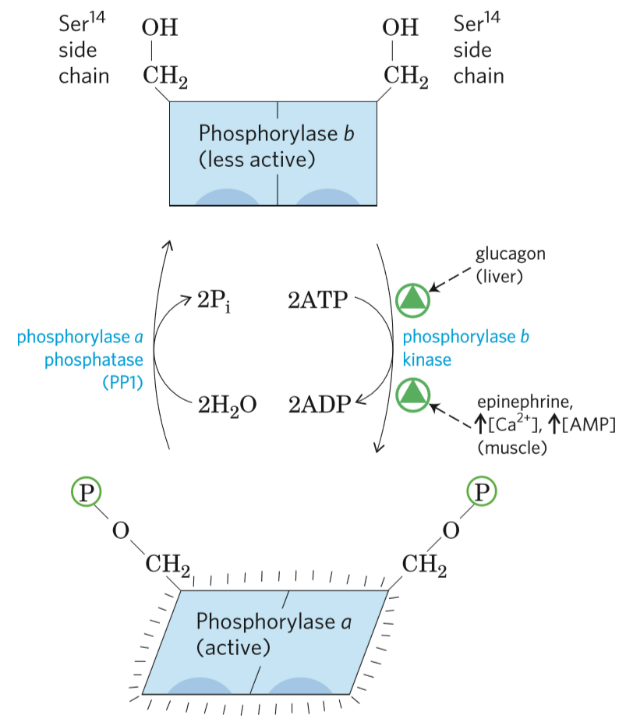 Ser¹⁴
side
chain
OH
CH₂
OH
CH₂
Ser¹⁴
side
chain
Phosphorylase b
(less active)
glucagon
(liver)
2Pᵢ
2ATP
phosphorylase a
phosphatase
(PP1)
phosphorylase b
kinase
2H₂O
2ADP
epinephrine,
↑[Ca²⁺], ↑[AMP]
(muscle)
P
O
CH₂
P
O
CH₂
Phosphorylase a
(active)